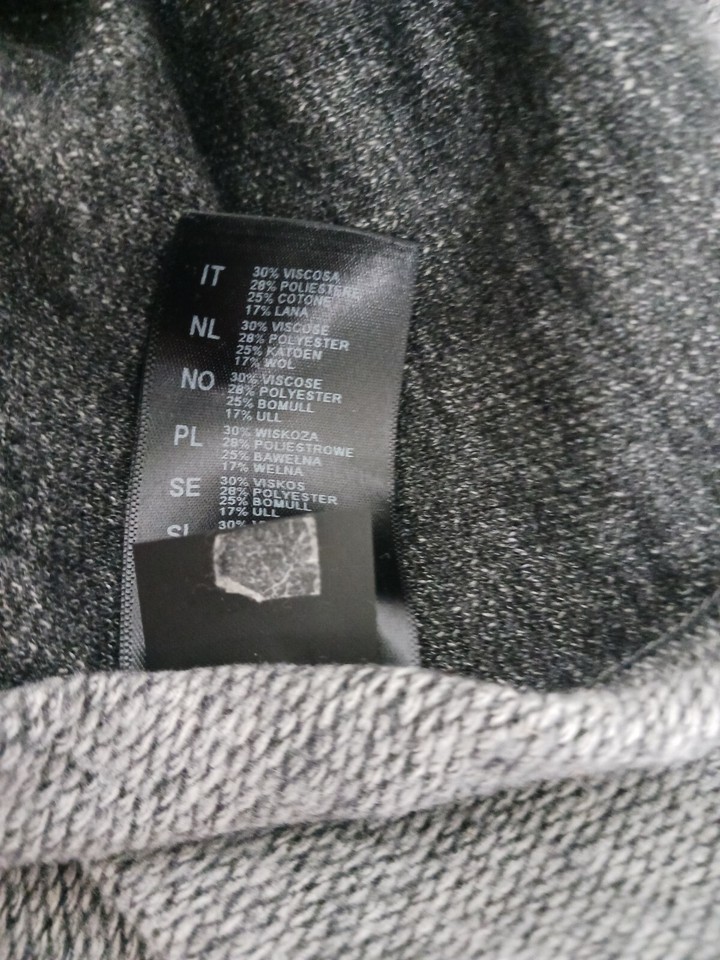 IT 30% VISCOSA
28% POLIESTERE
25% COTONE
17% LANA
NL 30% VISCOSE
28% POLYESTER
25% KATOEN
17% WOL
NO 30% VISCOSE
28% POLYESTER
25% BOMULL
17% ULL
PL 30% WISKOZA
28% POLIESTROWE
25% BAWEŁNA
17% WEŁNA
SE 30% VISKOS
28% POLYESTER
25% BOMULL
17% ULL
30%